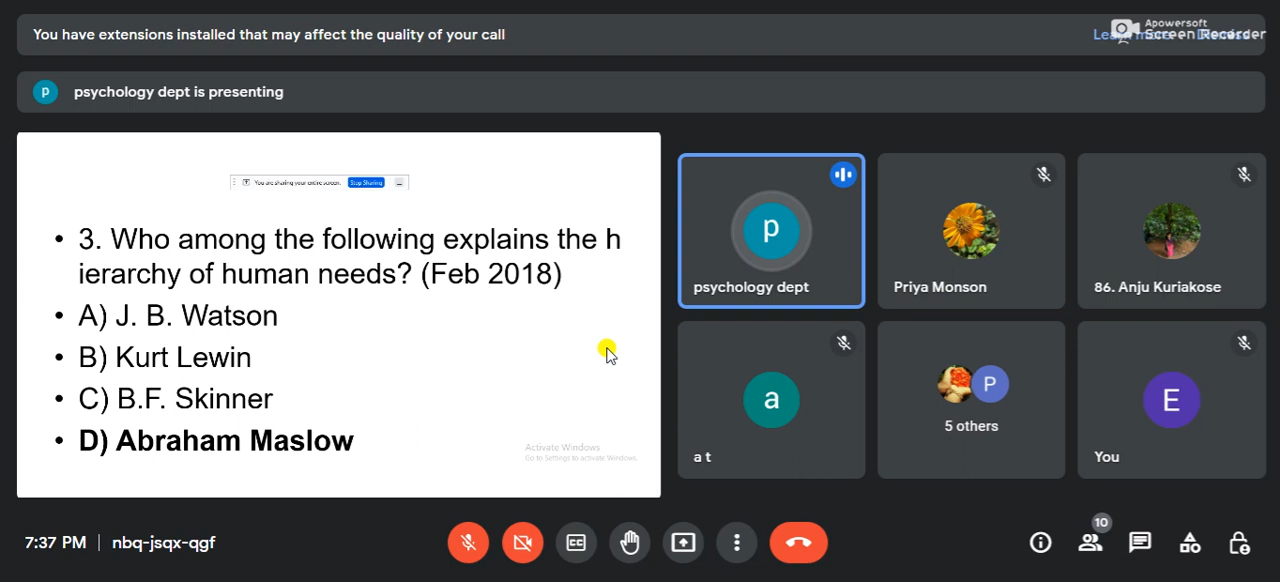 You have extensions installed that may affect the quality of your call
Apowersoft
Screen Recorder
p psychology dept is presenting
You are sharing your entire screen. Stop Sharing
• 3. Who among the following explains the h
ierarchy of human needs? (Feb 2018)
• A) J. B. Watson
• B) Kurt Lewin
• C) B.F. Skinner
• D) Abraham Maslow
Activate Windows
Go to Settings to activate Windows.
p
psychology dept
Priya Monson
86. Anju Kuriakose
a
a t
P
5 others
E
You
7:37 PM | nbq-jsqx-qgf
CC
10